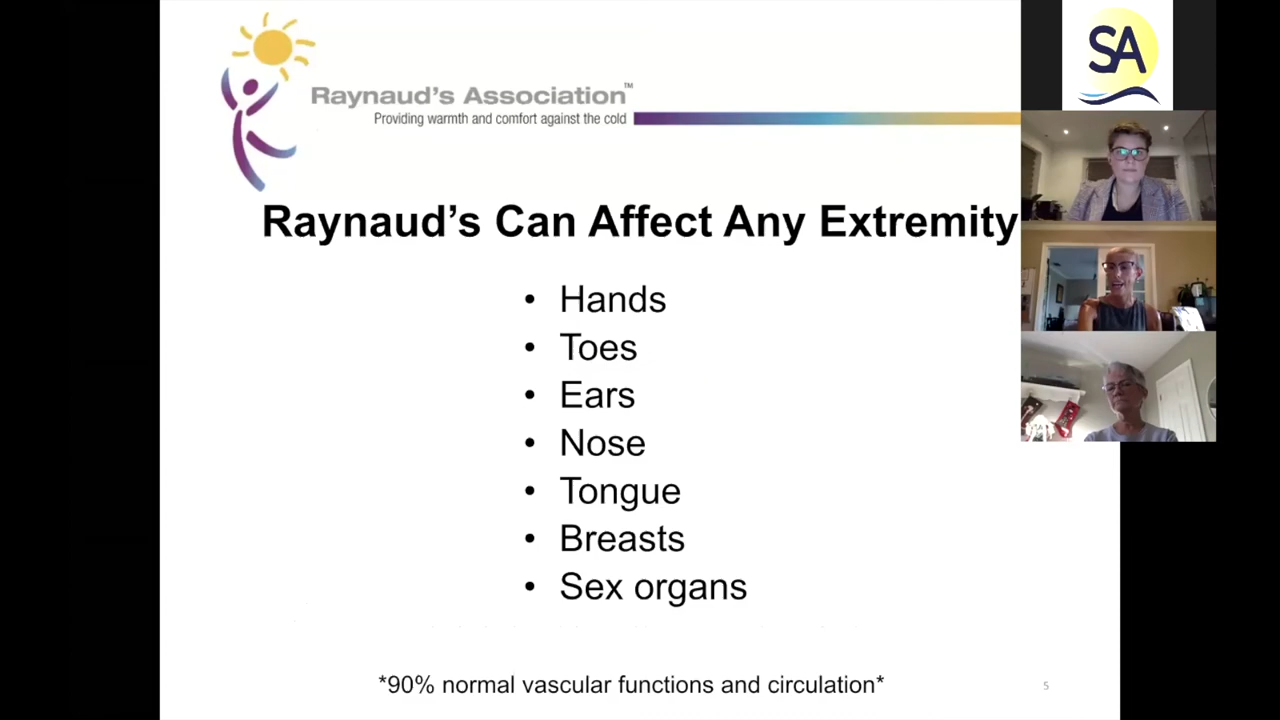 Raynaud's Association™
Providing warmth and comfort against the cold
SA
Raynaud's Can Affect Any Extremity
• Hands
• Toes
• Ears
• Nose
• Tongue
• Breasts
• Sex organs
*90% normal vascular functions and circulation*
5